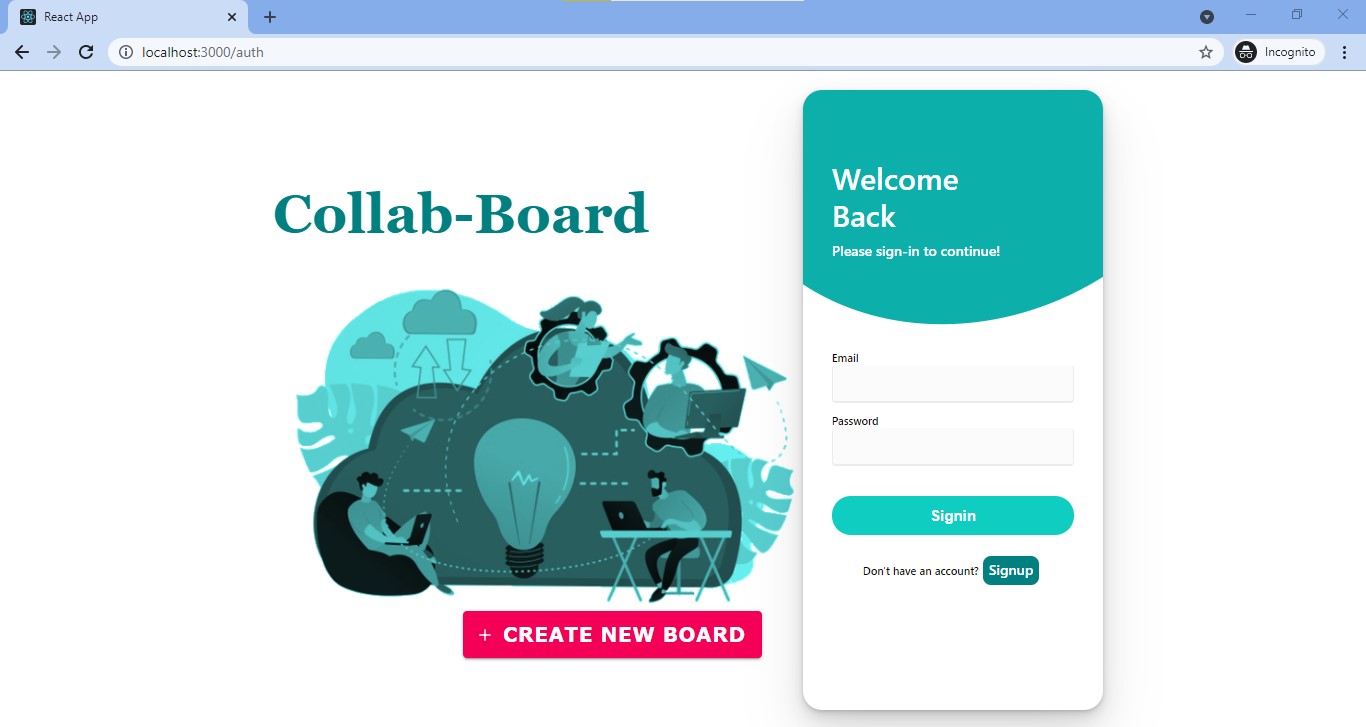 React App
localhost:3000/auth
Incognito
Collab-Board
+ CREATE NEW BOARD
Welcome
Back
Please sign-in to continue!
Email
Password
Signin
Don't have an account? Signup